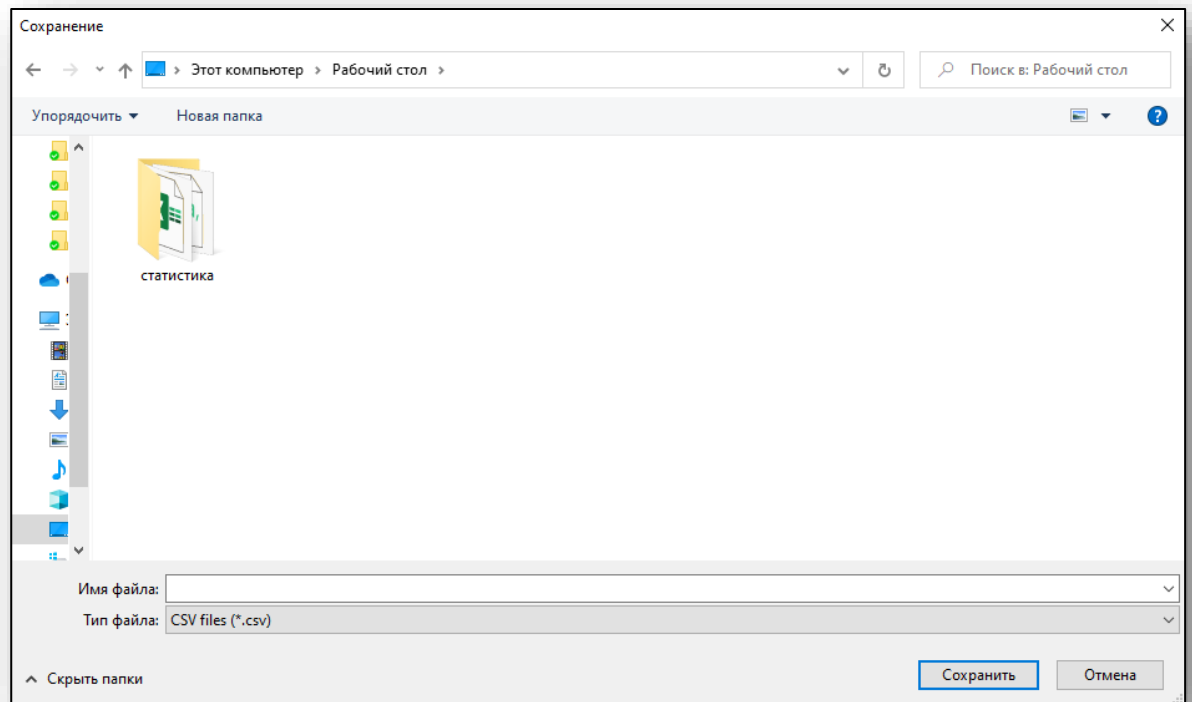 Сохранение
Этот компьютер > Рабочий стол >
Поиск в: Рабочий стол
Упорядочить
Новая папка
статистика
Имя файла:
Тип файла: CSV files (*.csv)
Скрыть папки
Сохранить
Отмена